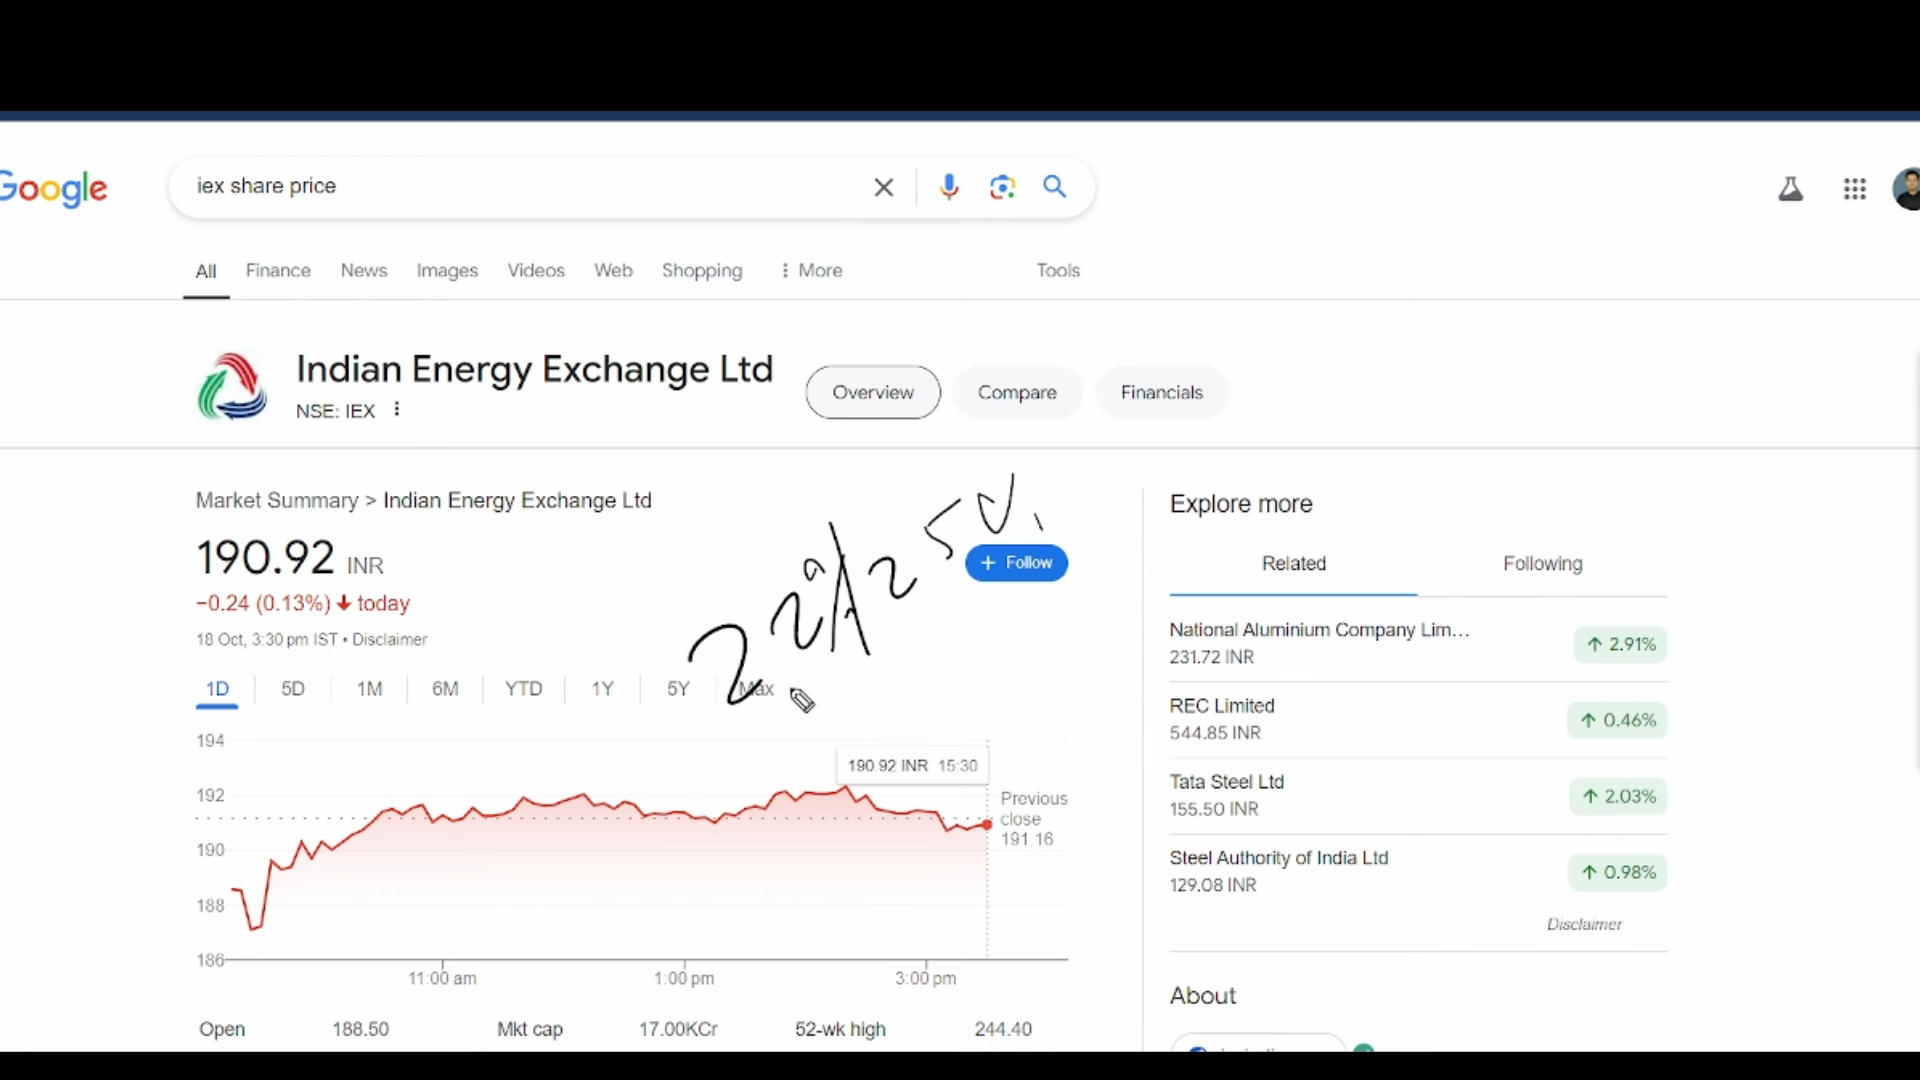 Google
iex share price
All Finance News Images Videos Web Shopping More Tools
Indian Energy Exchange Ltd
NSE: IEX
Overview Compare Financials
Market Summary > Indian Energy Exchange Ltd
190.92 INR
−0.24 (0.13%) today
18 Oct, 3:30 pm IST • Disclaimer
+ Follow
1D 5D 1M 6M YTD 1Y 5Y Max
194
192
190
188
186
190.92 INR 15:30
Previous
close
191.16
11:00 am 1:00 pm 3:00 pm
Open 188.50 Mkt cap 17.00KCr 52-wk high 244.40
Explore more
Related Following
National Aluminium Company Lim...
231.72 INR
2.91%
REC Limited
544.85 INR
0.46%
Tata Steel Ltd
155.50 INR
2.03%
Steel Authority of India Ltd
129.08 INR
0.98%
Disclaimer
About